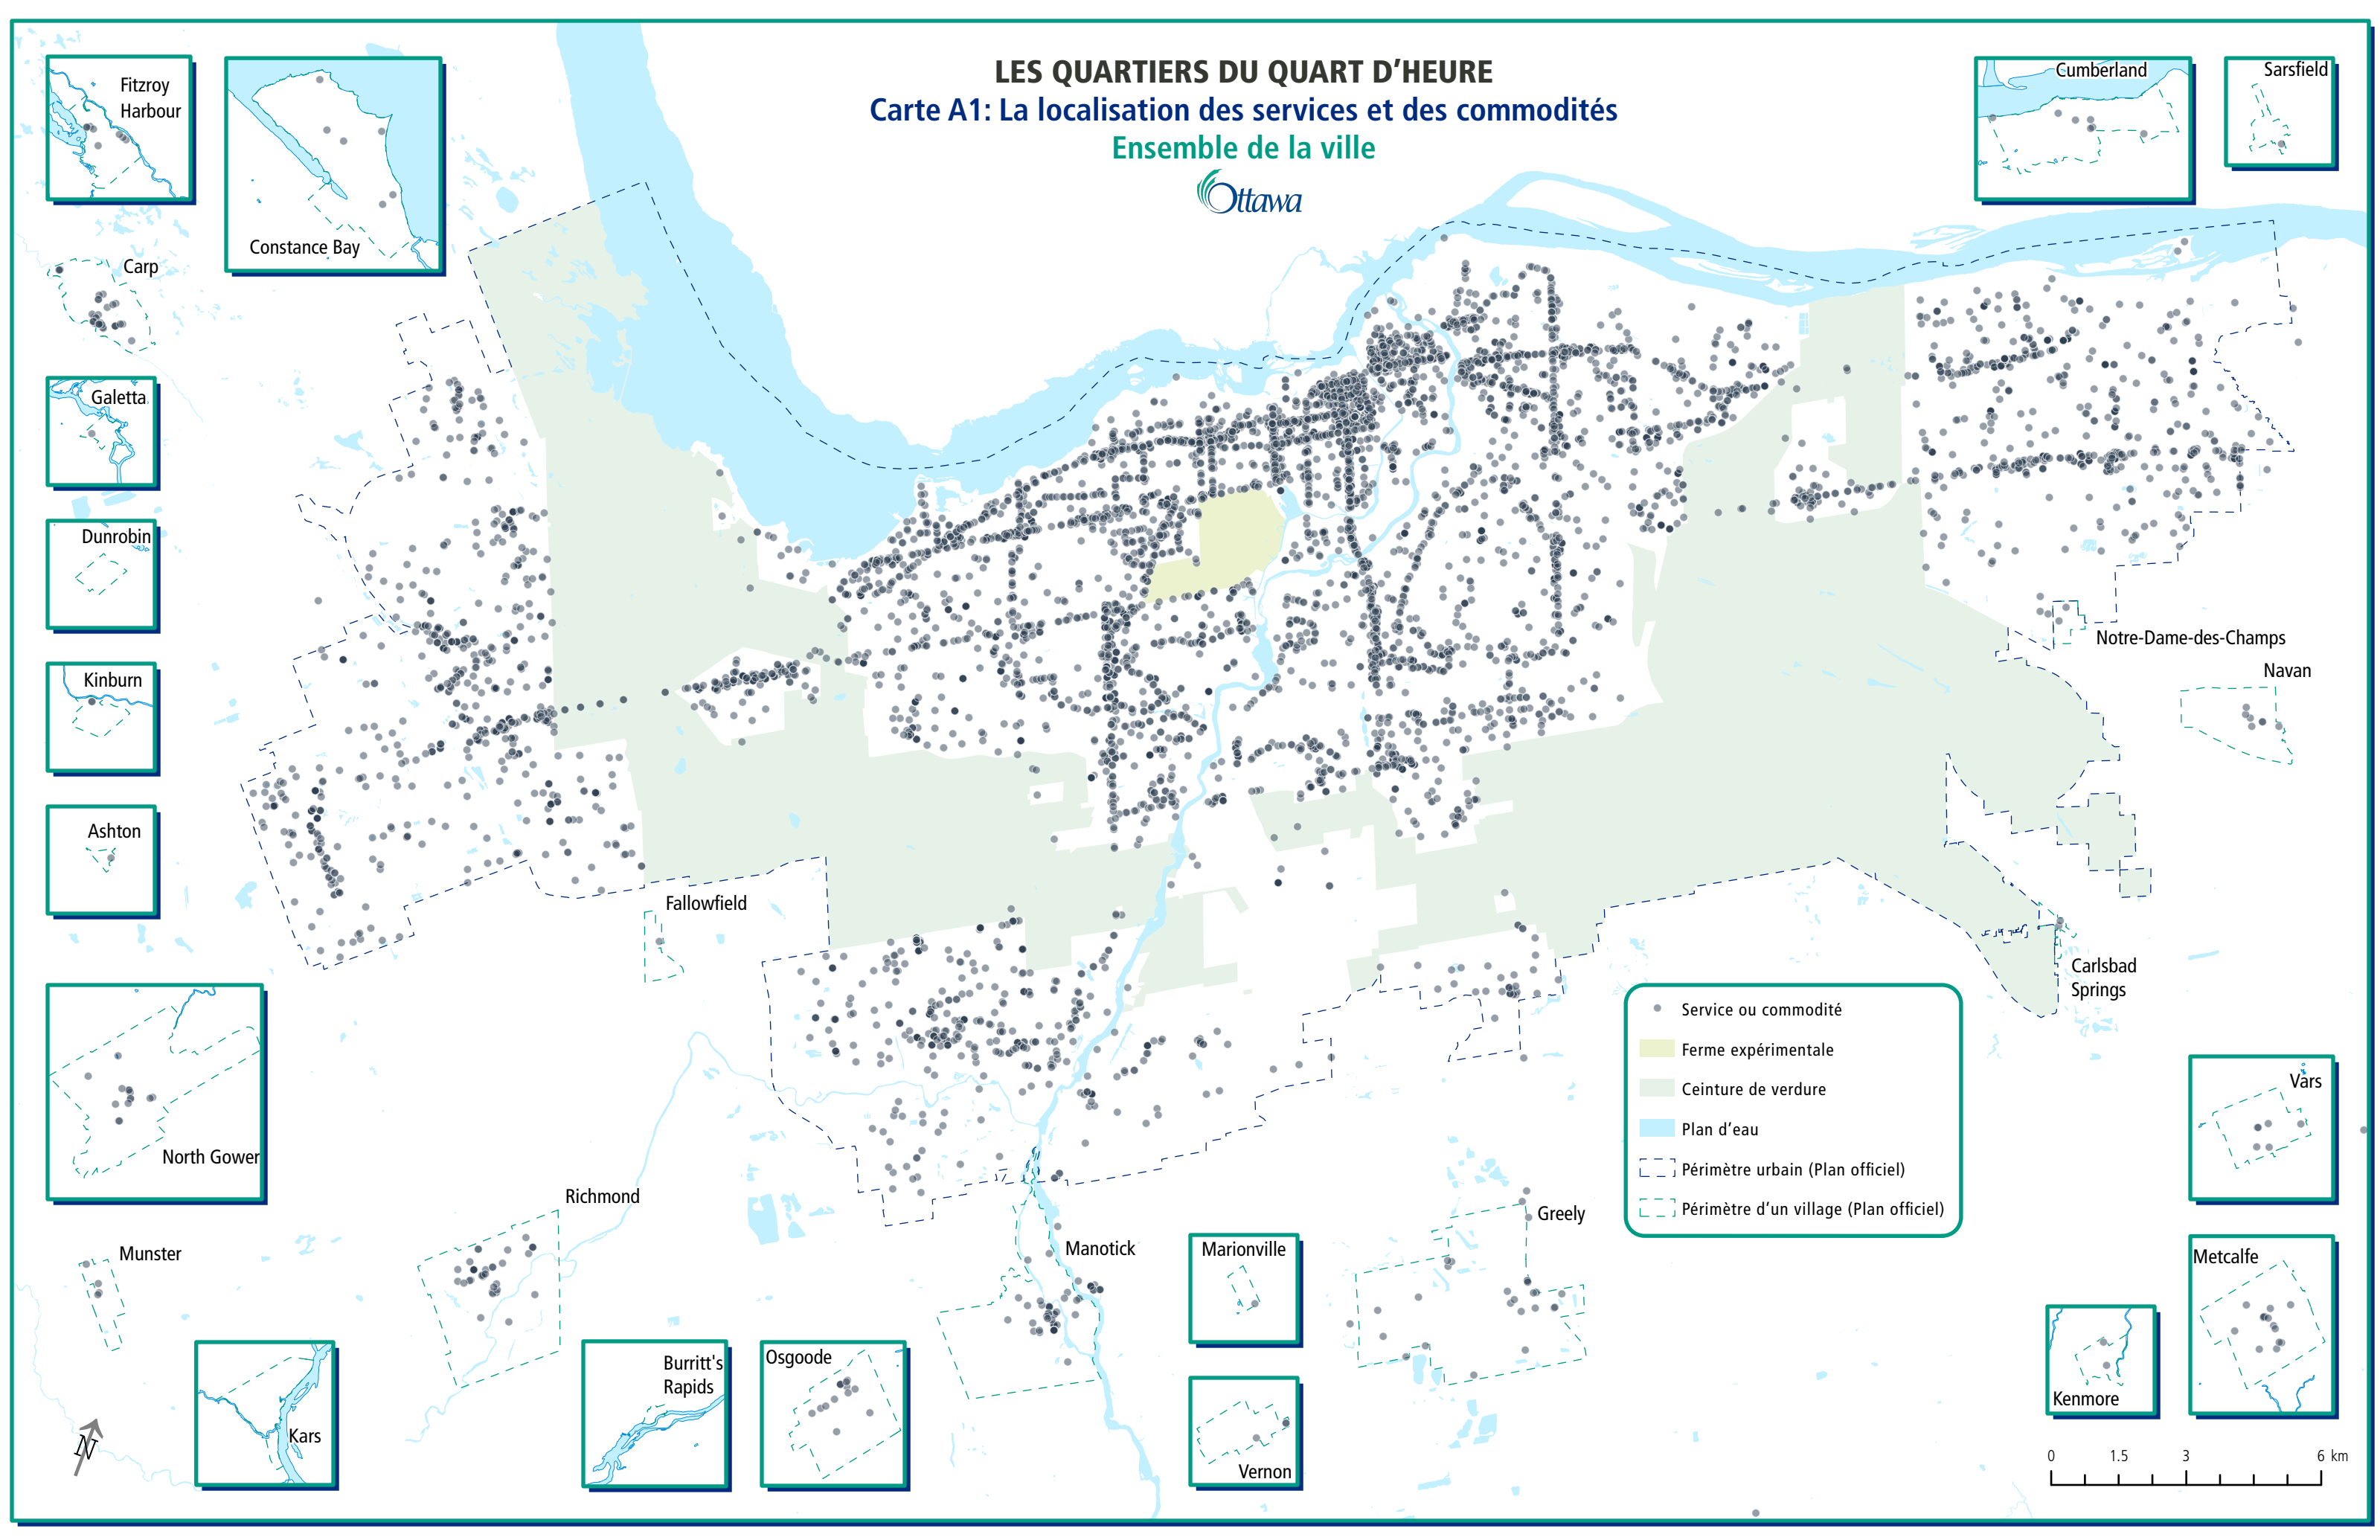 LES QUARTIERS DU QUART D’HEURE
Carte A1: La localisation des services et des commodités
Ensemble de la ville
Ottawa
Fitzroy
Harbour
Constance Bay
Cumberland
Sarsfield
Carp
Galetta
Dunrobin
Kinburn
Ashton
Notre-Dame-des-Champs
Navan
Fallowfield
Carlsbad
Springs
North Gower
Richmond
Munster
Manotick
Greely
Marionville
Vars
Metcalfe
Kars
Burritt's
Rapids
Osgoode
Vernon
Kenmore
Service ou commodité
Ferme expérimentale
Ceinture de verdure
Plan d’eau
Périmètre urbain (Plan officiel)
Périmètre d’un village (Plan officiel)
N
0 1.5 3 6 km